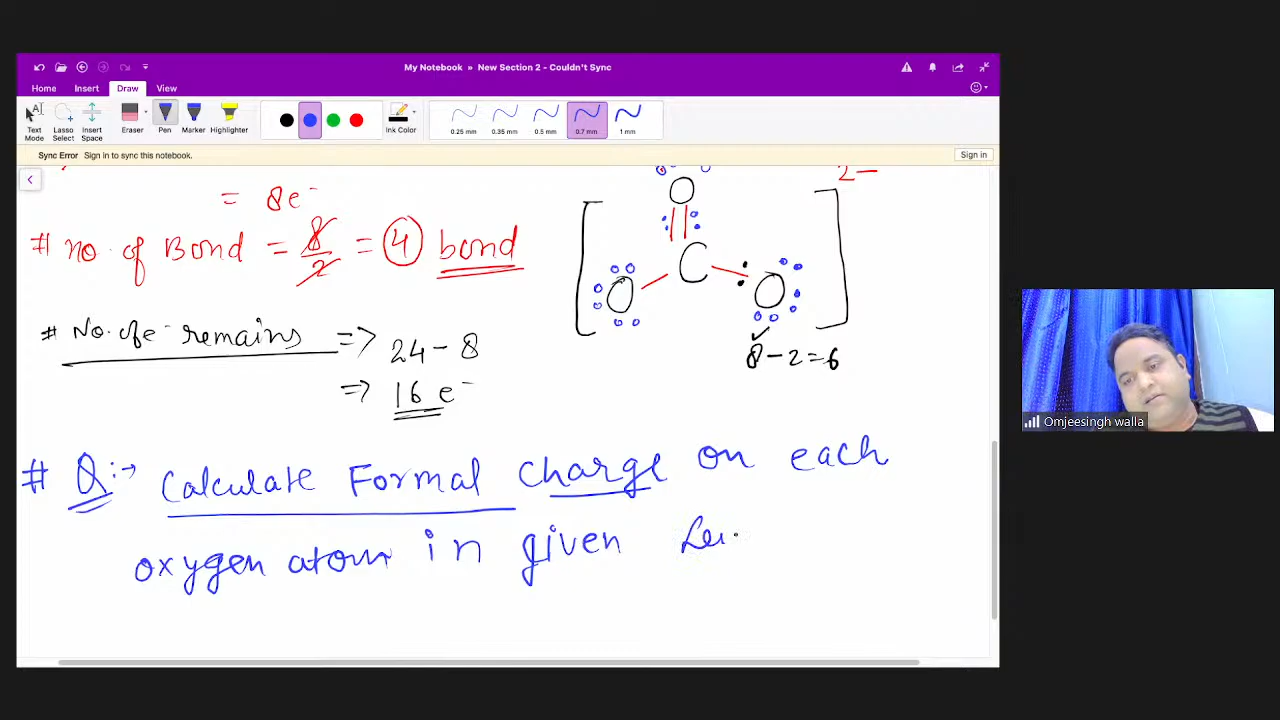 My Notebook » New Section 2 - Couldn't Sync
Home Insert Draw View
Text Mode
Lasso Select
Insert Space
Eraser
Pen
Marker
Highlighter
Ink Color
0.25 mm
0.35 mm
0.5 mm
0.7 mm
1 mm
Sync Error Sign in to sync this notebook.
Sign in
= 8e⁻
# No. of Bond = 8/2 = 4 bond
# No. of e⁻ remains => 24 - 8
=> 16 e⁻
2-
O
C
O
O
8 - 2 = 6
# Q:→ Calculate Formal charge on each
oxygen atom in given
Omjeesingh walla